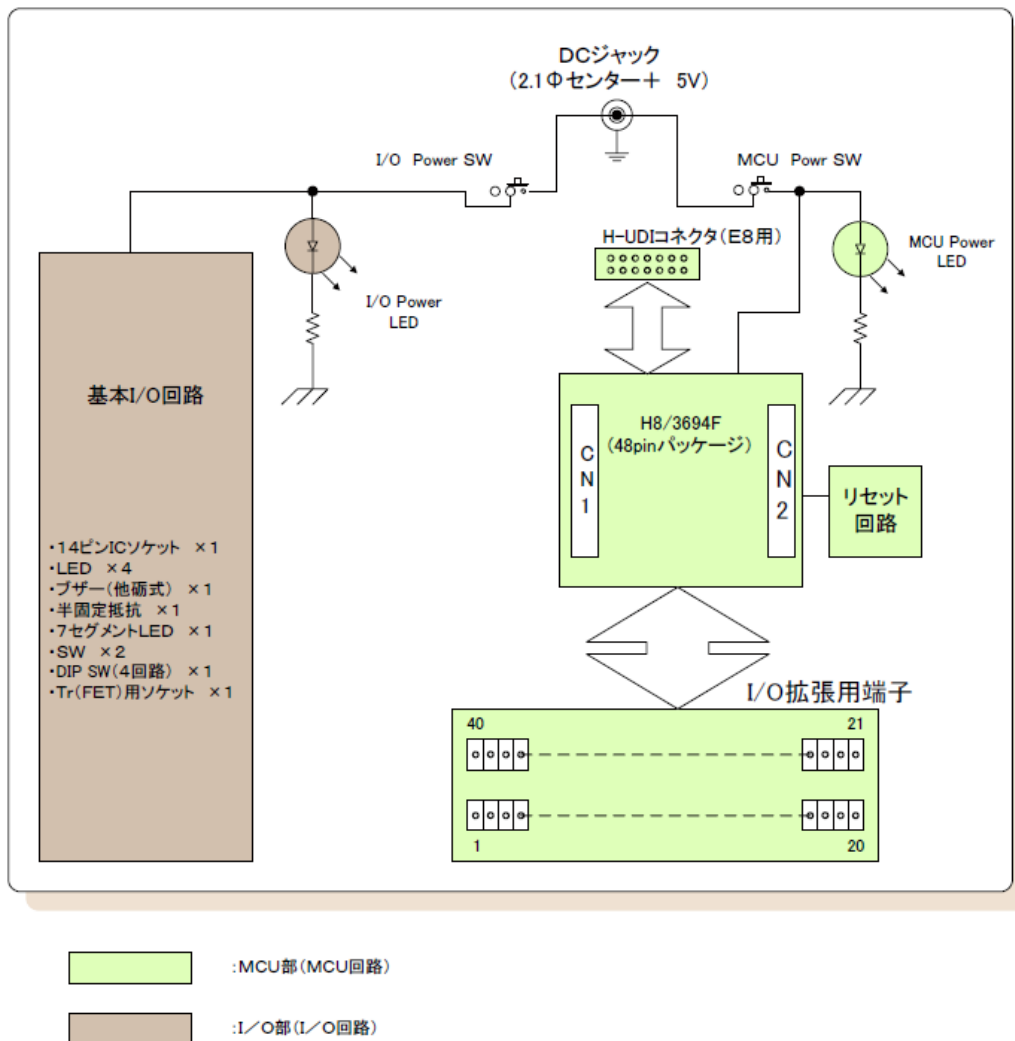 DCジャック
(2.1Φセンター＋ 5V)
I/O Power SW
MCU Powr SW
H-UDIコネクタ(E8用)
MCU Power
LED
I/O Power
LED
基本I/O回路
H8/3694F
(48pinパッケージ)
CN1
CN2
リセット
回路
・14ピンICソケット ×1
・LED ×4
・ブザー(他砺式) ×1
・半固定抵抗 ×1
・7セグメントLED ×1
・SW ×2
・DIP SW(4回路) ×1
・Tr(FET)用ソケット ×1
I/O拡張用端子
40
21
1
20
:MCU部(MCU回路)
:I／O部(I／O回路)